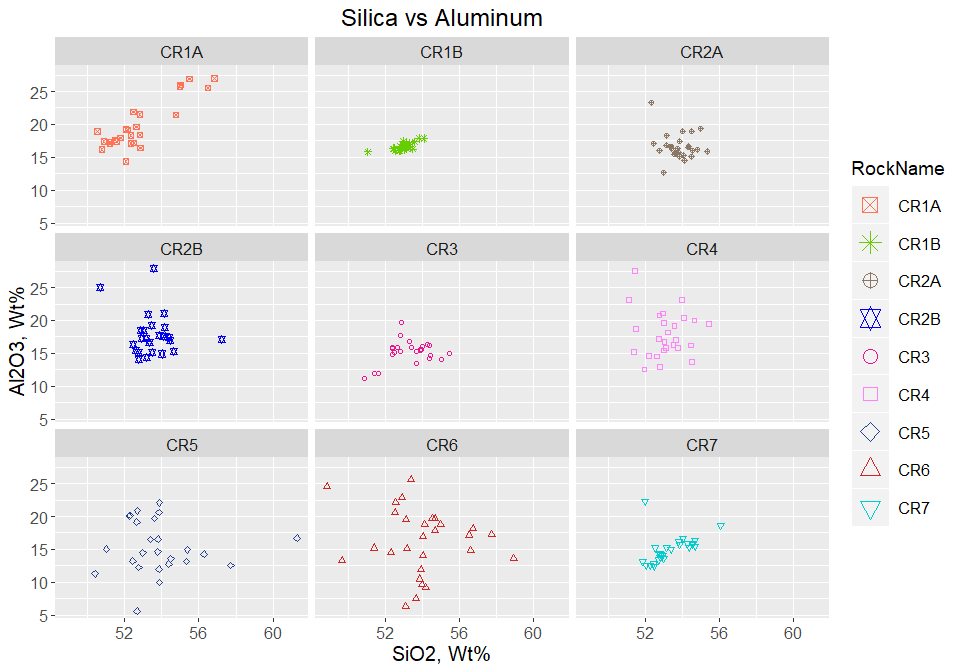 Silica vs Aluminum
CR1A CR1B CR2A
25
20
15
10
5
CR2B CR3 CR4
25
20
15
10
5
CR5 CR6 CR7
25
20
15
10
5
52 56 60 52 56 60 52 56 60
SiO2, Wt%
Al2O3, Wt%
RockName
CR1A
CR1B
CR2A
CR2B
CR3
CR4
CR5
CR6
CR7